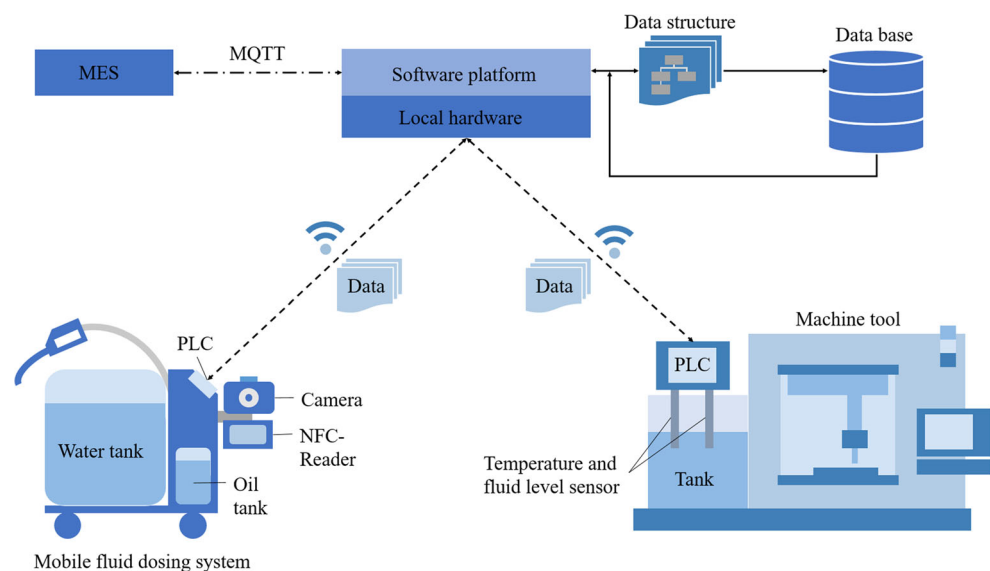 Data structure
Data base
MQTT
MES
Software platform
Local hardware
Data
Data
Machine tool
PLC
PLC
Camera
NFC-
Reader
Water tank
Oil
tank
Temperature and
fluid level sensor
Tank
Mobile fluid dosing system